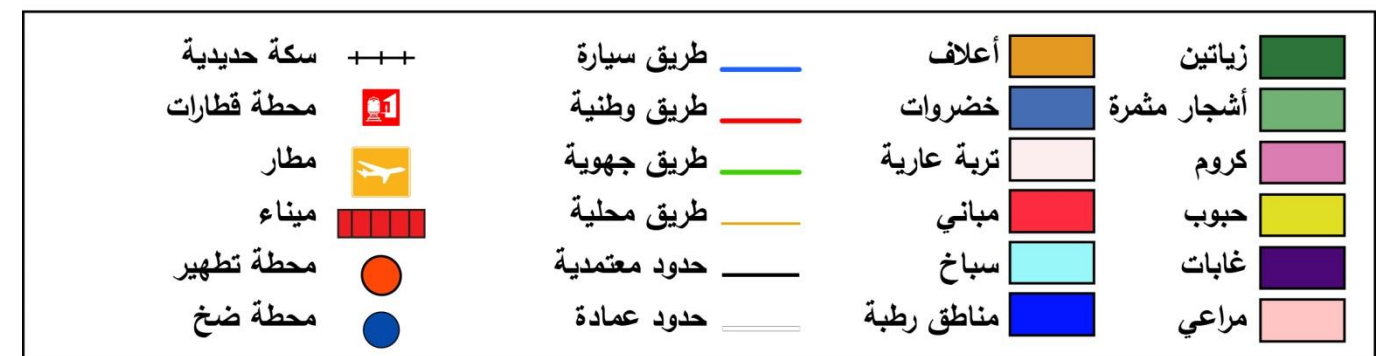 زياتين أعلاف طريق سيارة سكة حديدية
أشجار مثمرة خضروات طريق وطنية محطة قطارات
كروم تربة عارية طريق جهوية مطار
حبوب مباني طريق محلية ميناء
غابات سباخ حدود معتمدية محطة تطهير
مراعي مناطق رطبة حدود عمادة محطة ضخ